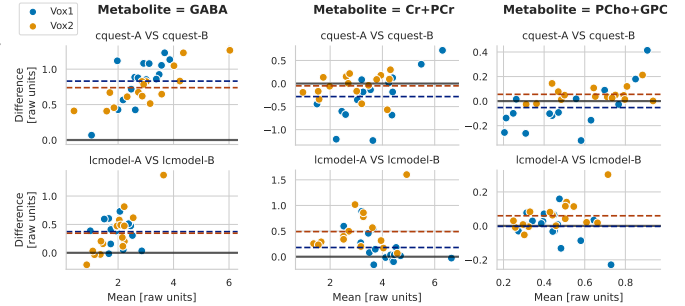 Vox1
Vox2
Metabolite = GABA
Metabolite = Cr+PCr
Metabolite = PCho+GPC
cquest-A VS cquest-B
cquest-A VS cquest-B
cquest-A VS cquest-B
Difference
[raw units]
1.0
0.5
0.0
0.5
0.0
−0.5
−1.0
0.4
0.2
0.0
−0.2
lcmodel-A VS lcmodel-B
lcmodel-A VS lcmodel-B
lcmodel-A VS lcmodel-B
Difference
[raw units]
1.0
0.5
0.0
1.5
1.0
0.5
0.0
0.2
0.0
−0.2
2
4
6
2
4
6
0.2
0.4
0.6
0.8
Mean [raw units]
Mean [raw units]
Mean [raw units]